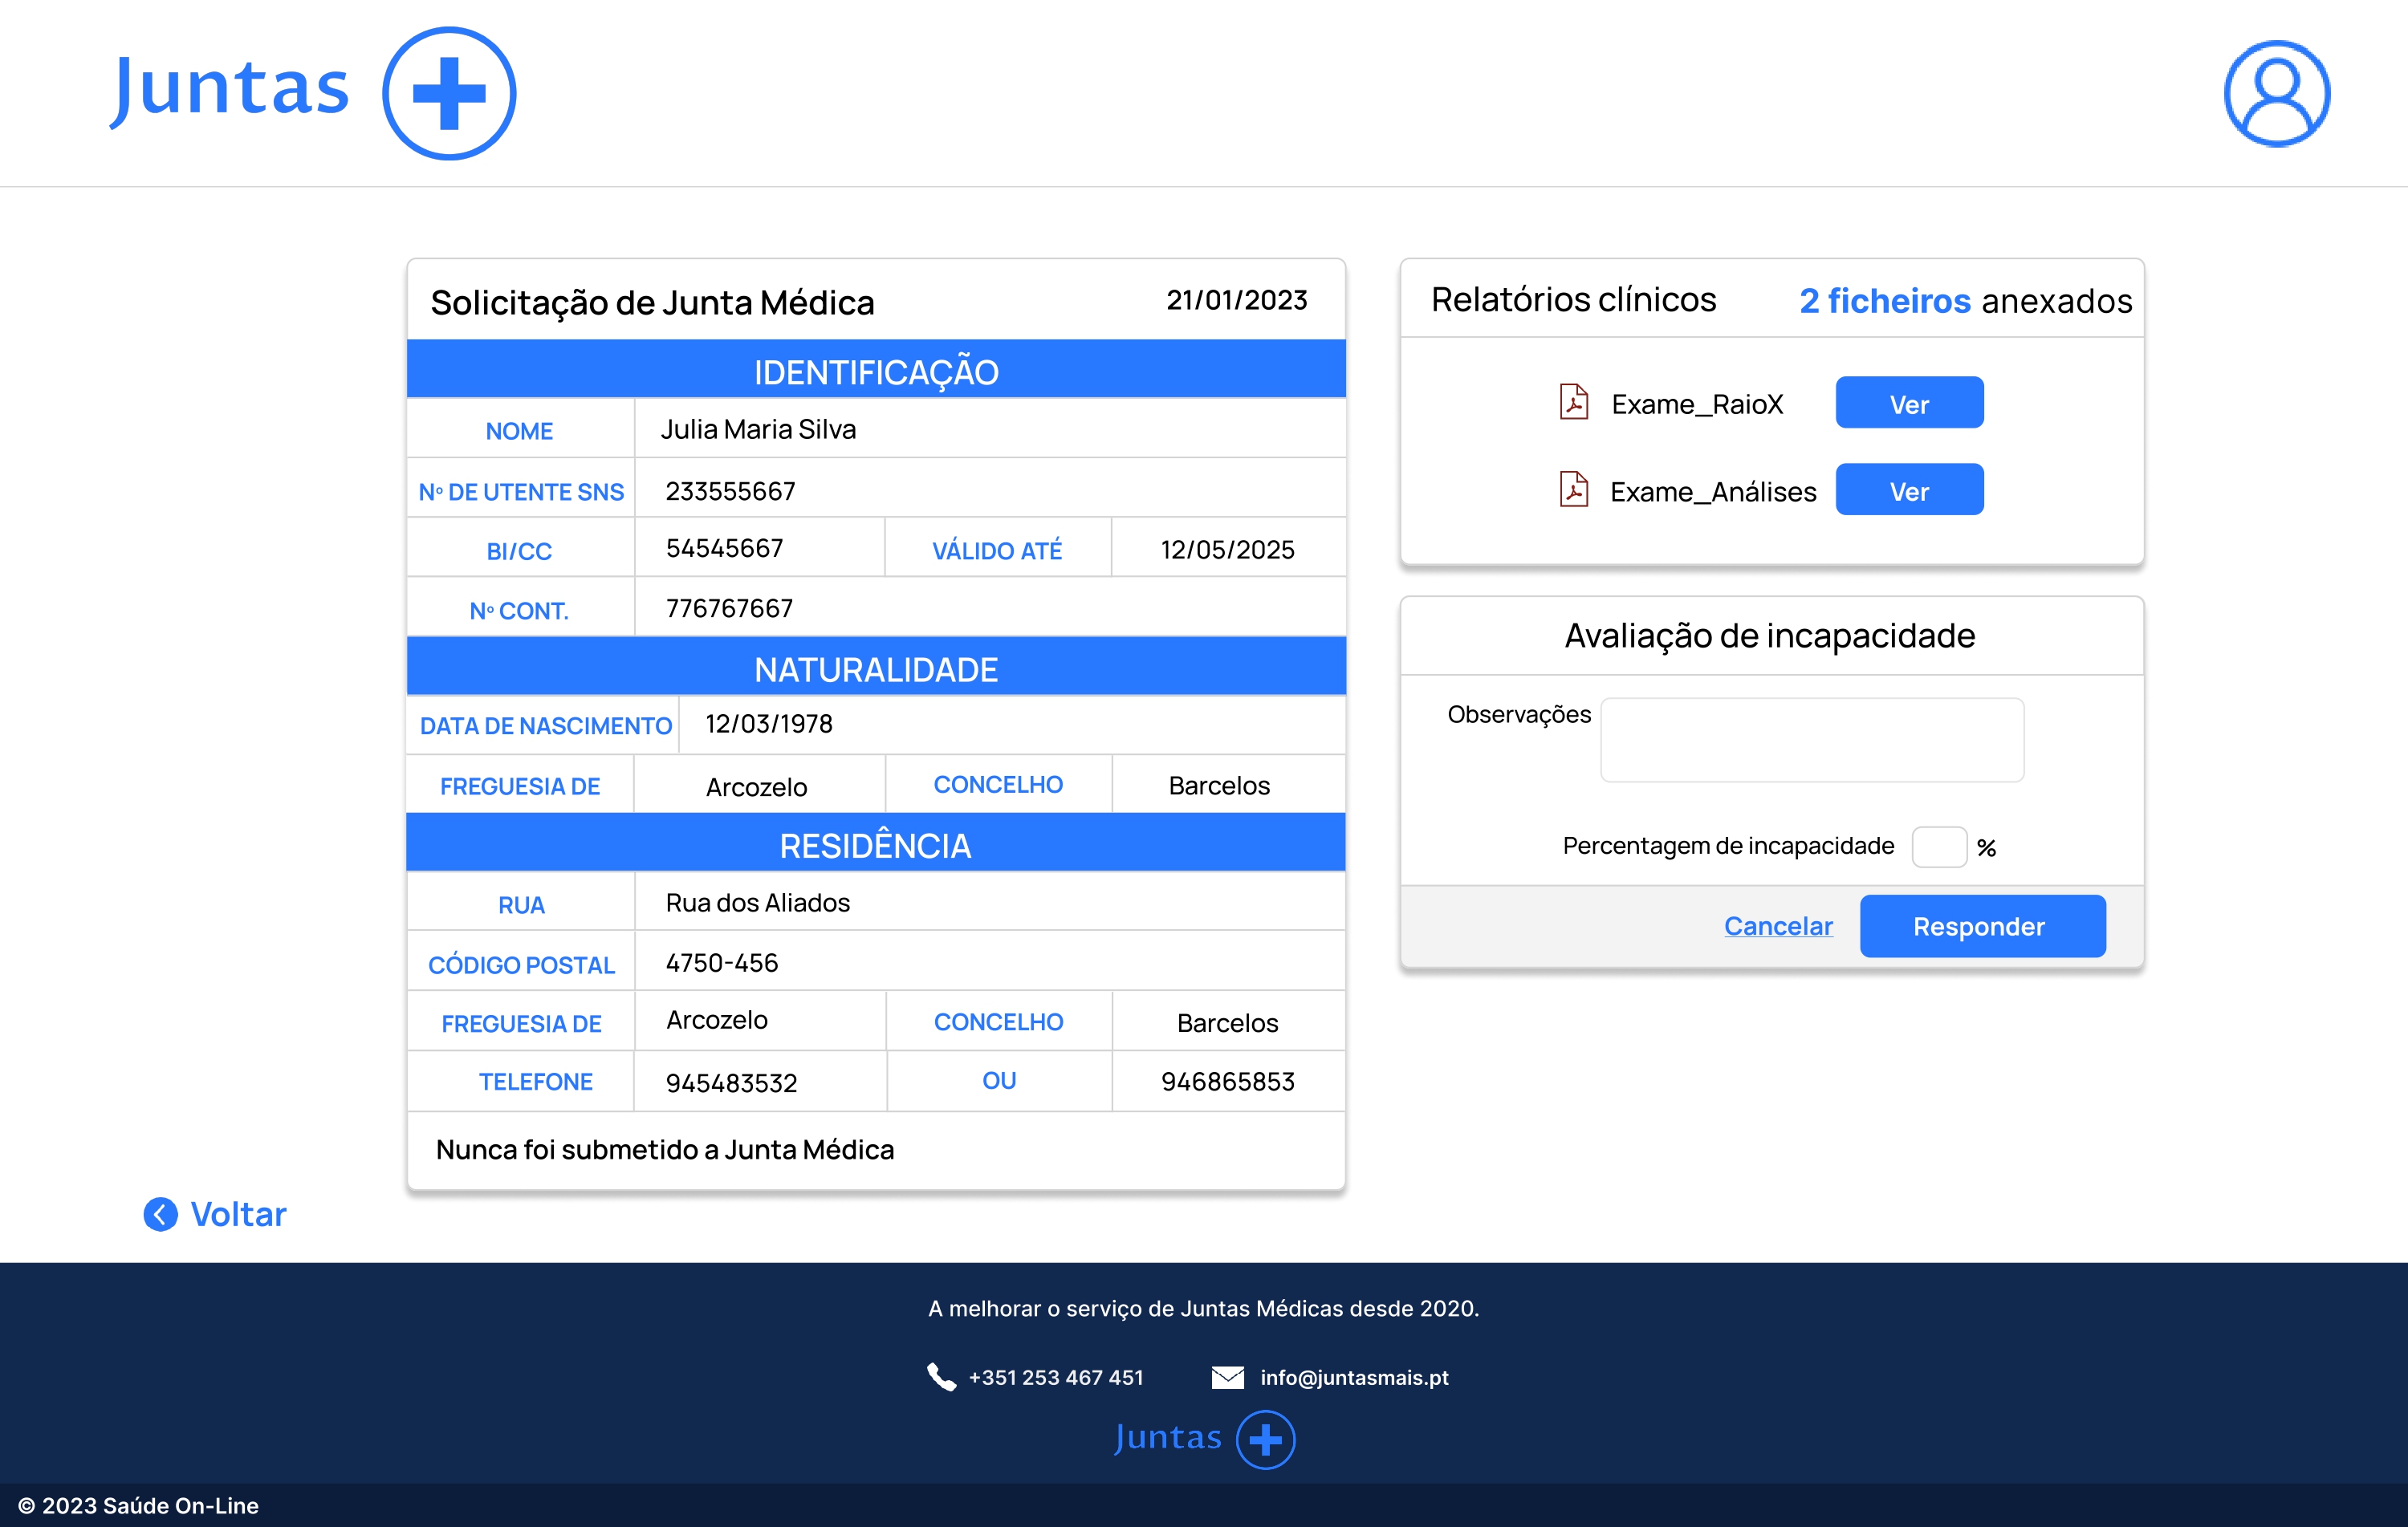 Juntas
Solicitação de Junta Médica 21/01/2023
IDENTIFICAÇÃO
NOME Julia Maria Silva
Nº DE UTENTE SNS 233555667
BI/CC 54545667 VÁLIDO ATÉ 12/05/2025
Nº CONT. 776767667
NATURALIDADE
DATA DE NASCIMENTO 12/03/1978
FREGUESIA DE Arcozelo CONCELHO Barcelos
RESIDÊNCIA
RUA Rua dos Aliados
CÓDIGO POSTAL 4750-456
FREGUESIA DE Arcozelo CONCELHO Barcelos
TELEFONE 945483532 OU 946865853
Nunca foi submetido a Junta Médica
Relatórios clínicos 2 ficheiros anexados
Exame_RaioX Ver
Exame_Análises Ver
Avaliação de incapacidade
Observações
Percentagem de incapacidade %
Cancelar Responder
Voltar
A melhorar o serviço de Juntas Médicas desde 2020.
+351 253 467 451 info@juntasmais.pt
Juntas
© 2023 Saúde On-Line